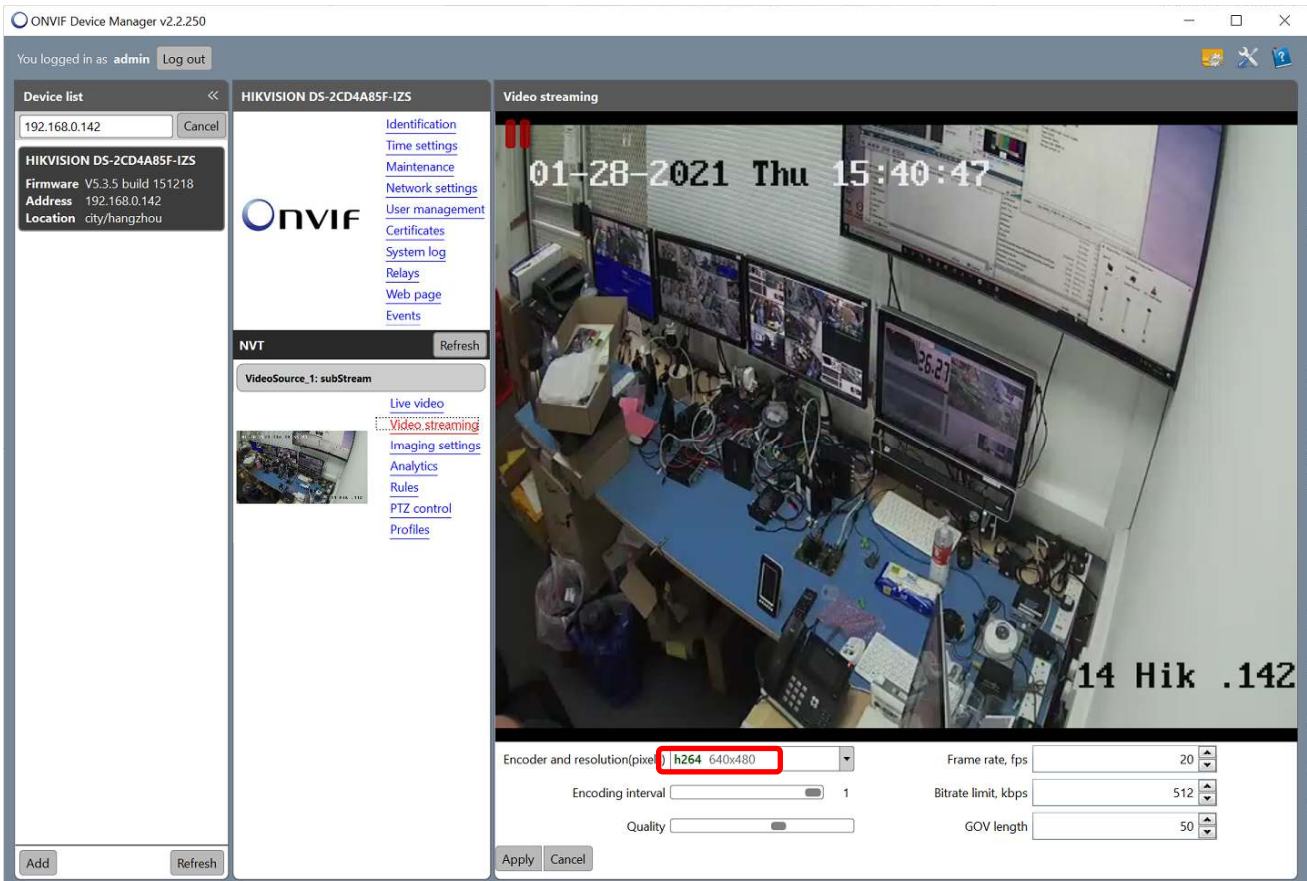 ONVIF Device Manager v2.2.250
You logged in as admin Log out
Device list
192.168.0.142 Cancel
HIKVISION DS-2CD4A85F-IZS
Firmware V5.3.5 build 151218
Address 192.168.0.142
Location city/hangzhou
Add Refresh
HIKVISION DS-2CD4A85F-IZS
ONVIF
Identification
Time settings
Maintenance
Network settings
User management
Certificates
System log
Relays
Web page
Events
NVT Refresh
VideoSource_1: subStream
Live video
Video streaming
Imaging settings
Analytics
Rules
PTZ control
Profiles
Video streaming
01-28-2021 Thu 15:40:47
26.27
14 Hik .142
Encoder and resolution(pixel) h264 640x480
Encoding interval 1
Quality
Frame rate, fps 20
Bitrate limit, kbps 512
GOV length 50
Apply Cancel